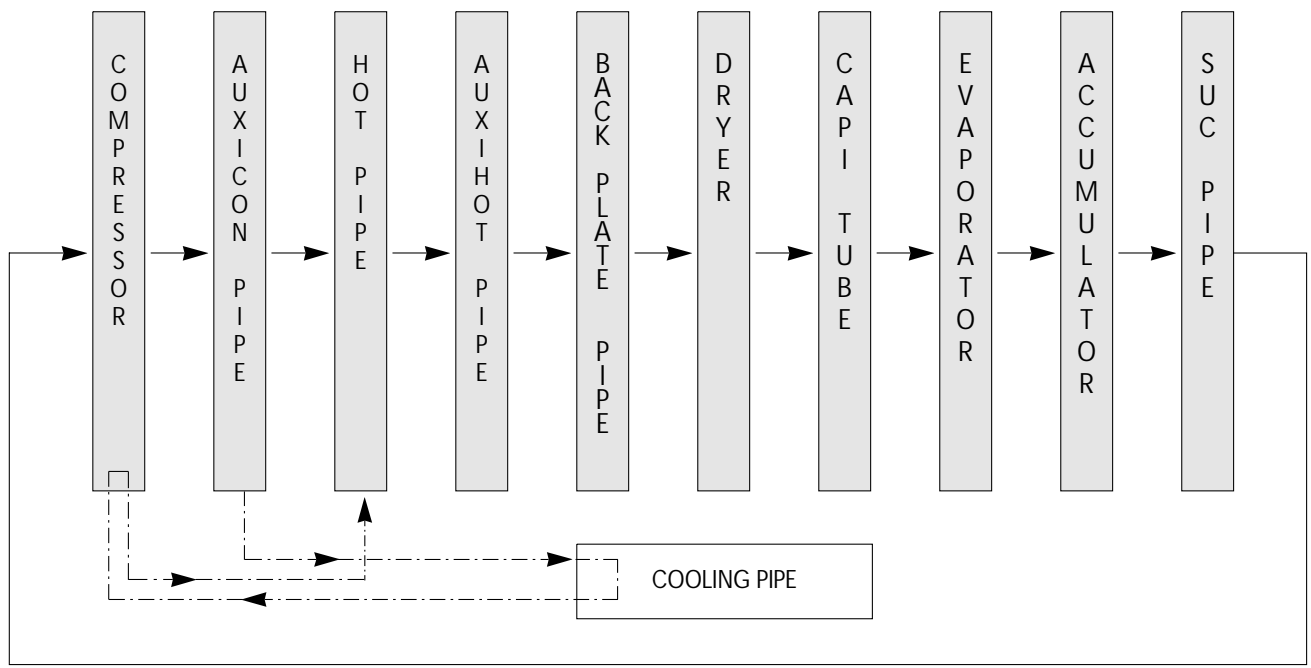 COMPRESSOR
AUXICON PIPE
HOT PIPE
AUXIHOT PIPE
BACK PLATE PIPE
DRYER
CAPI TUBE
EVAPORATOR
ACCUMULATOR
SUC PIPE
COOLING PIPE